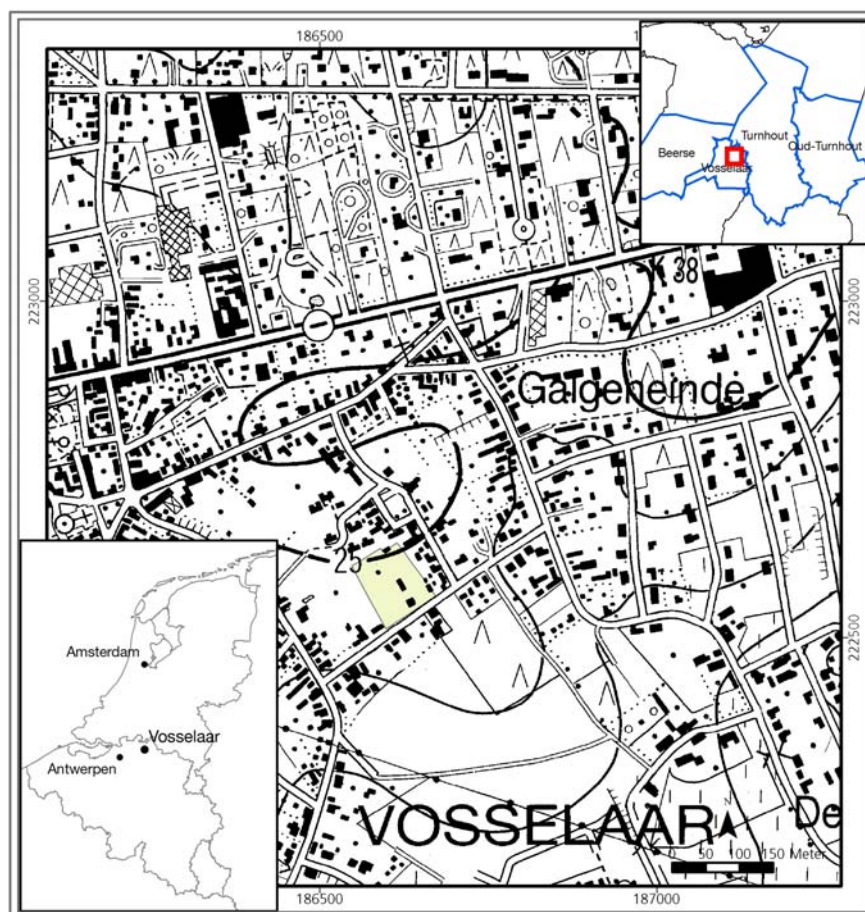 186500
Turnhout
Oud-Turnhout
Beerse
Vosselaar
223000
223000
K 38
Galgeneinde
25
222500
Amsterdam
Vosselaar
Antwerpen
VOSSELAAR
De
0 50 100 150 Meter
186500
187000